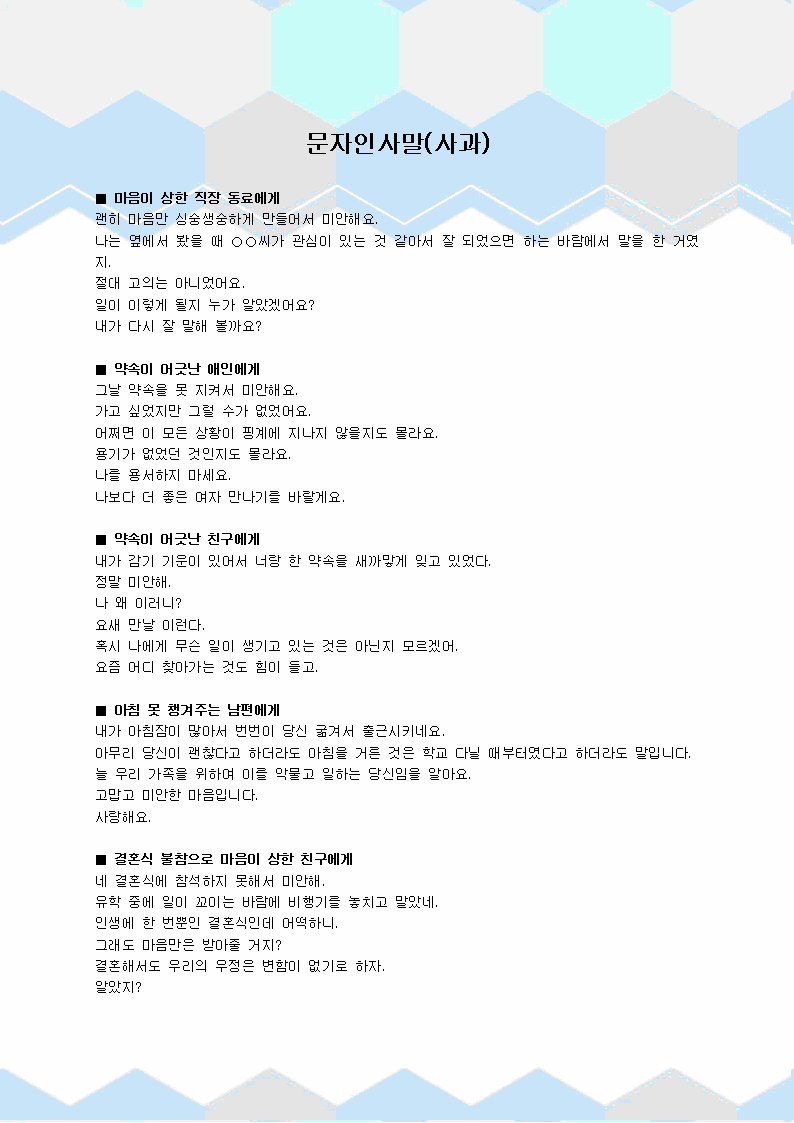 문자인사말(사과)
■ 마음이 상한 직장 동료에게
괜히 마음만 싱숭생숭하게 만들어서 미안해요.
나는 옆에서 봤을 때 ○○씨가 관심이 있는 것 같아서 잘 되었으면 하는 바람에서 말을 한 거였
지.
절대 고의는 아니었어요.
일이 이렇게 될지 누가 알았겠어요?
내가 다시 잘 말해 볼까요?
■ 약속이 어긋난 애인에게
그날 약속을 못 지켜서 미안해요.
가고 싶었지만 그럴 수가 없었어요.
어쩌면 이 모든 상황이 핑계에 지나지 않을지도 몰라요.
용기가 없었던 것인지도 몰라요.
나를 용서하지 마세요.
나보다 더 좋은 여자 만나기를 바랄게요.
■ 약속이 어긋난 친구에게
내가 감기 기운이 있어서 너랑 한 약속을 새까맣게 잊고 있었다.
정말 미안해.
나 왜 이러니?
요새 만날 이런다.
혹시 나에게 무슨 일이 생기고 있는 것은 아닌지 모르겠어.
요즘 어디 찾아가는 것도 힘이 들고.
■ 아침 못 챙겨주는 남편에게
내가 아침잠이 많아서 번번이 당신 굶겨서 출근시키네요.
아무리 당신이 괜찮다고 하더라도 아침을 거른 것은 학교 다닐 때부터였다고 하더라도 말입니다.
늘 우리 가족을 위하여 이를 악물고 일하는 당신임을 알아요.
고맙고 미안한 마음입니다.
사랑해요.
■ 결혼식 불참으로 마음이 상한 친구에게
네 결혼식에 참석하지 못해서 미안해.
유학 중에 일이 꼬이는 바람에 비행기를 놓치고 말았네.
인생에 한 번뿐인 결혼식인데 어떡하니.
그래도 마음만은 받아줄 거지?
결혼해서도 우리의 우정은 변함이 없기로 하자.
알았지?